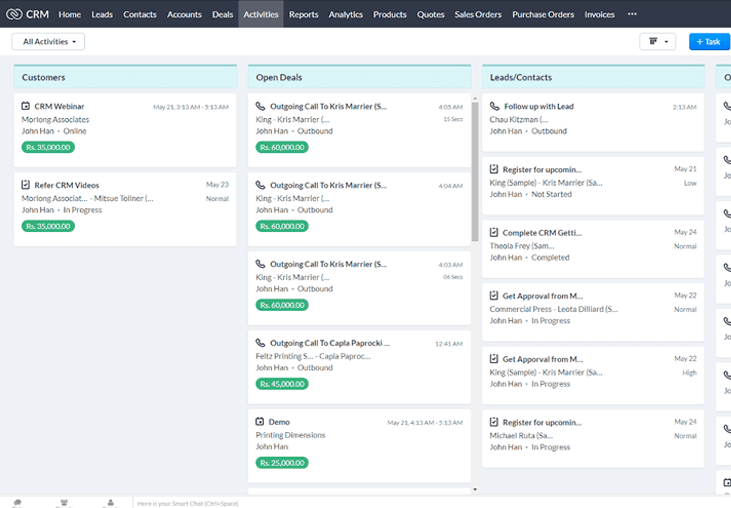 CRM Home Leads Contacts Accounts Deals Activities Reports Analytics Products Quotes Sales Orders Purchase Orders Invoices •••
All Activities
+ Task
Customers
CRM Webinar May 21, 3:13 AM - 5:13 AM
Morlong Associates
John Han • Online
Rs. 35,000.00
Refer CRM Videos May 23
Morlong Associat... - Mitsue Tollner (... Normal
John Han • In Progress
Rs. 35,000.00
Open Deals
Outgoing Call To Kris Marrier (S... 4:05 AM
King - Kris Marrier (... 15 Secs
John Han • Outbound
Rs. 60,000.00
Outgoing Call To Kris Marrier (S... 4:04 AM
King - Kris Marrier (...
John Han • Outbound
Rs. 60,000.00
Outgoing Call To Kris Marrier (S... 4:03 AM
King - Kris Marrier (... 06 Secs
John Han • Outbound
Rs. 60,000.00
Outgoing Call To Capla Paprocki ... 12:41 AM
Feltz Printing S... - Capla Paproc...
John Han • Outbound
Rs. 45,000.00
Demo May 21, 4:13 AM - 5:13 AM
Printing Dimensions
John Han
Rs. 25,000.00
Leads/Contacts
Follow up with Lead 2:13 AM
Chau Kitzman (...
John Han • Outbound
Register for upcomin... May 21
King (Sample) - Kris Marrier (Sa... Low
John Han • Not Started
Complete CRM Getti... May 24
Theola Frey (Sam... Normal
John Han • Completed
Get Approval from M... May 22
Commercial Press - Leota Dilliard (S... Normal
John Han • In Progress
Get Apporval from M... May 22
King (Sample) - Kris Marrier (Sa... High
John Han • In Progress
Register for upcomin... May 24
Michael Ruta (Sa... Normal
John Han • In Progress
Here is your Smart Chat (Ctrl+Space)